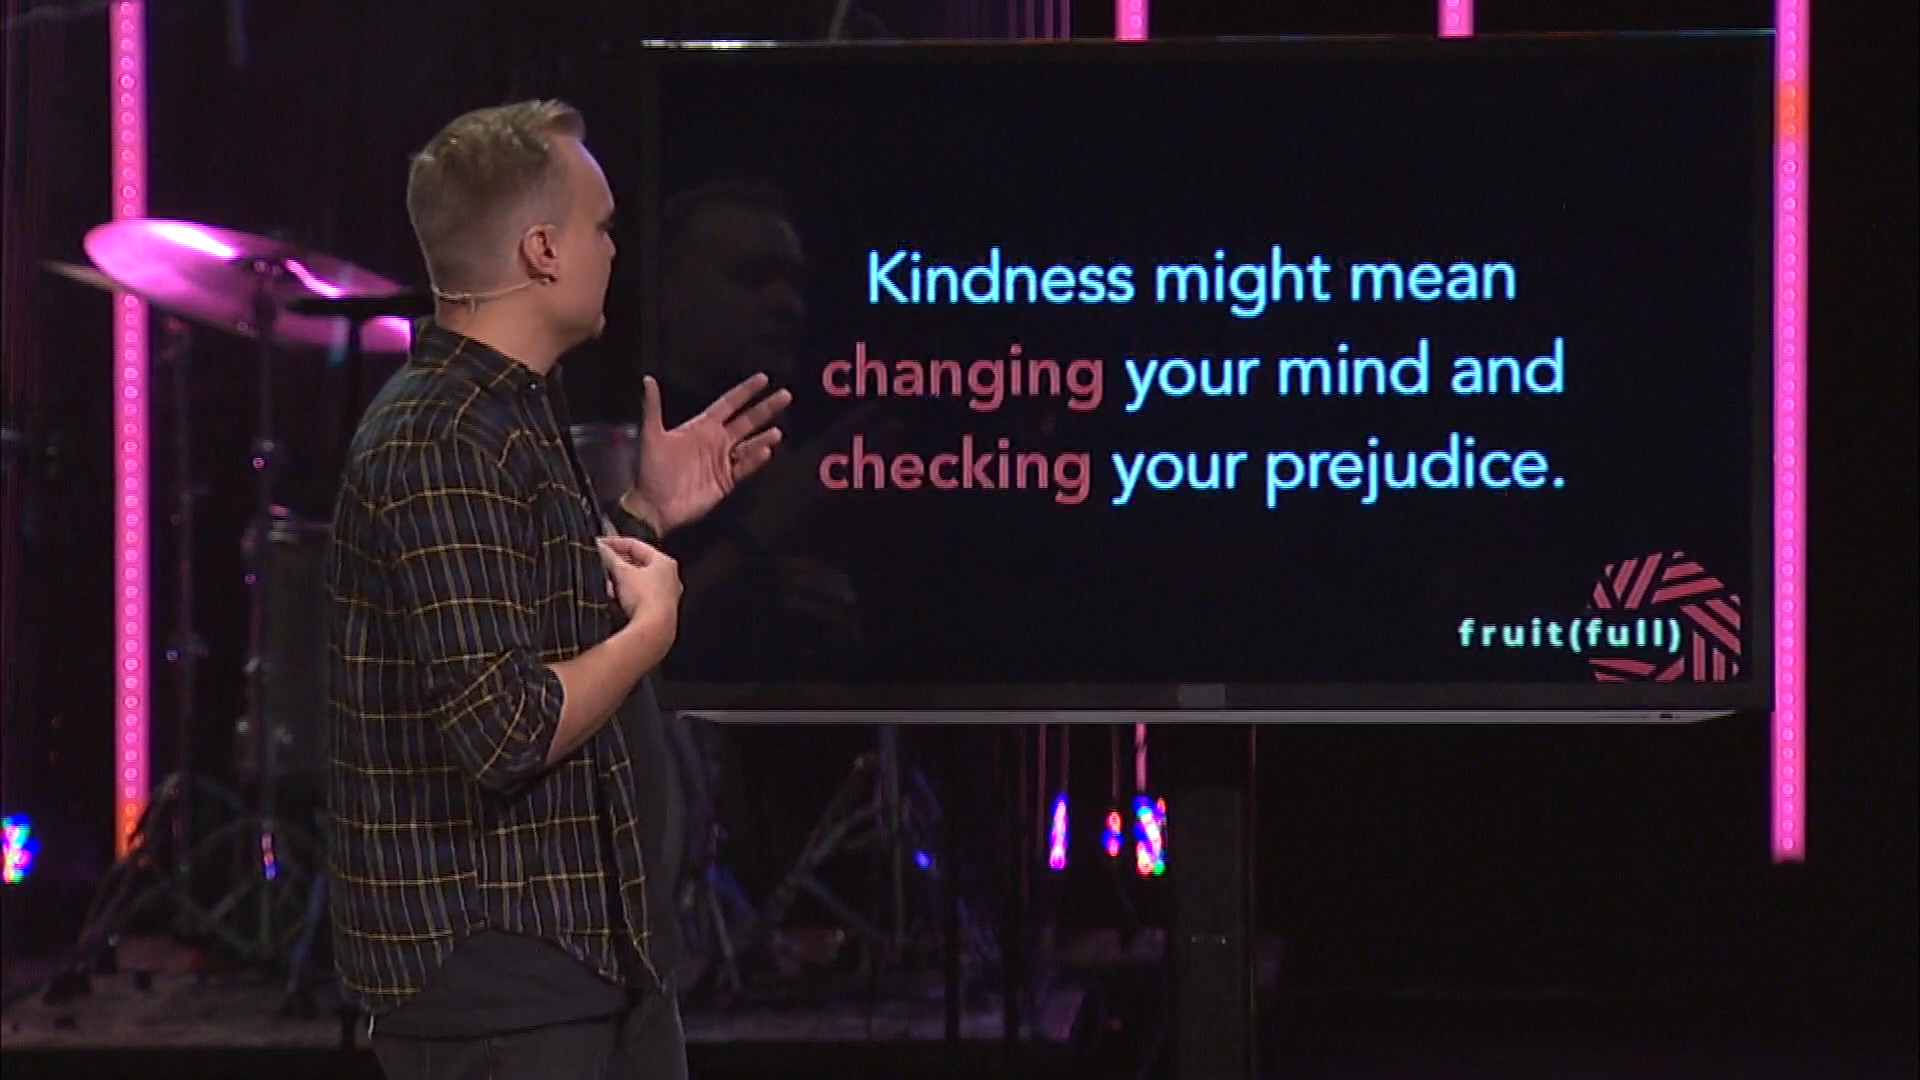 Kindness might mean
changing your mind and
checking your prejudice.
fruit(full)